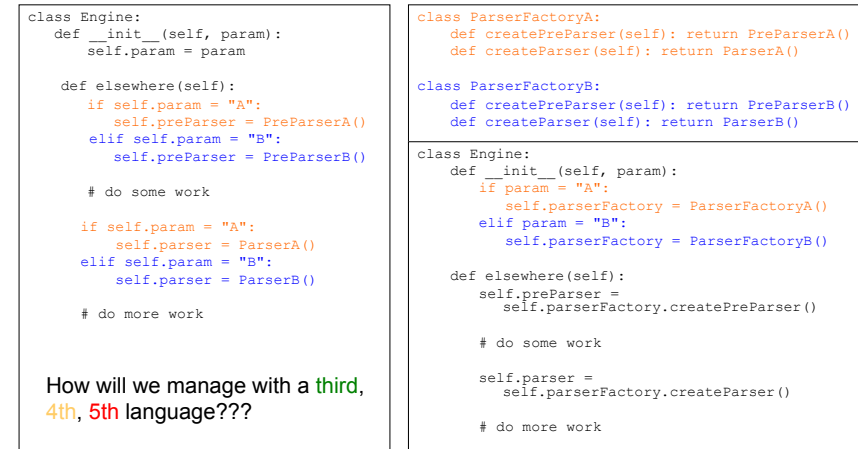 class Engine:
    def __init__(self, param):
        self.param = param
    def elsewhere(self):
        if self.param = "A":
            self.preParser = PreParserA()
        elif self.param = "B":
            self.preParser = PreParserB()
        # do some work
        if self.param = "A":
            self.parser = ParserA()
        elif self.param = "B":
            self.parser = ParserB()
        # do more work
How will we manage with a third,
4th, 5th language???
class ParserFactoryA:
    def createPreParser(self): return PreParserA()
    def createParser(self): return ParserA()
class ParserFactoryB:
    def createPreParser(self): return PreParserB()
    def createParser(self): return ParserB()
class Engine:
    def __init__(self, param):
        if param = "A":
            self.parserFactory = ParserFactoryA()
        elif param = "B":
            self.parserFactory = ParserFactoryB()
    def elsewhere(self):
        self.preParser =
            self.parserFactory.createPreParser()
        # do some work
        self.parser =
            self.parserFactory.createParser()
        # do more work